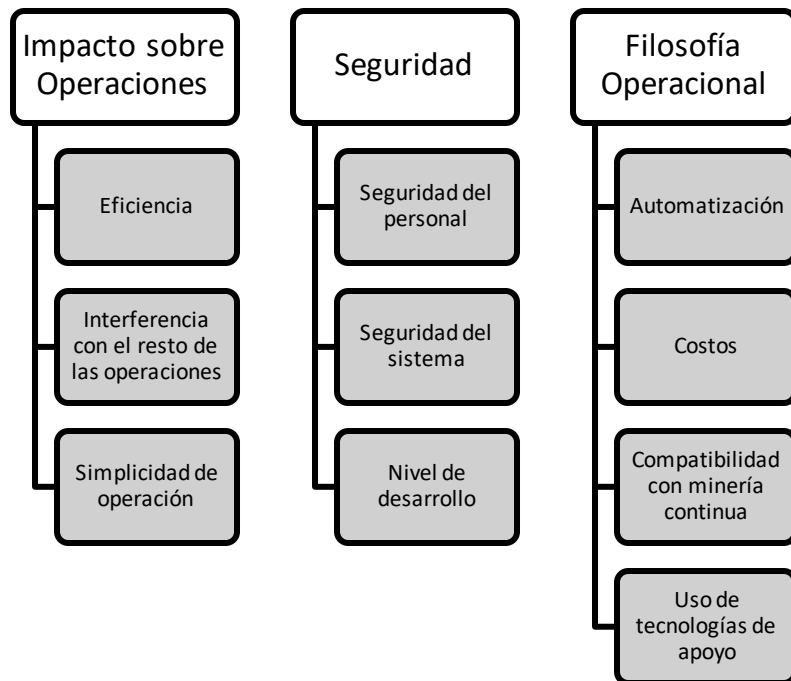 Impacto sobre
Operaciones
Eficiencia
Interferencia
con el resto de
las operaciones
Simplicidad de
operación
Seguridad
Seguridad del
personal
Seguridad del
sistema
Nivel de
desarrollo
Filosofía
Operacional
Automatización
Costos
Compatibilidad
con minería
continua
Uso de
tecnologías de
apoyo